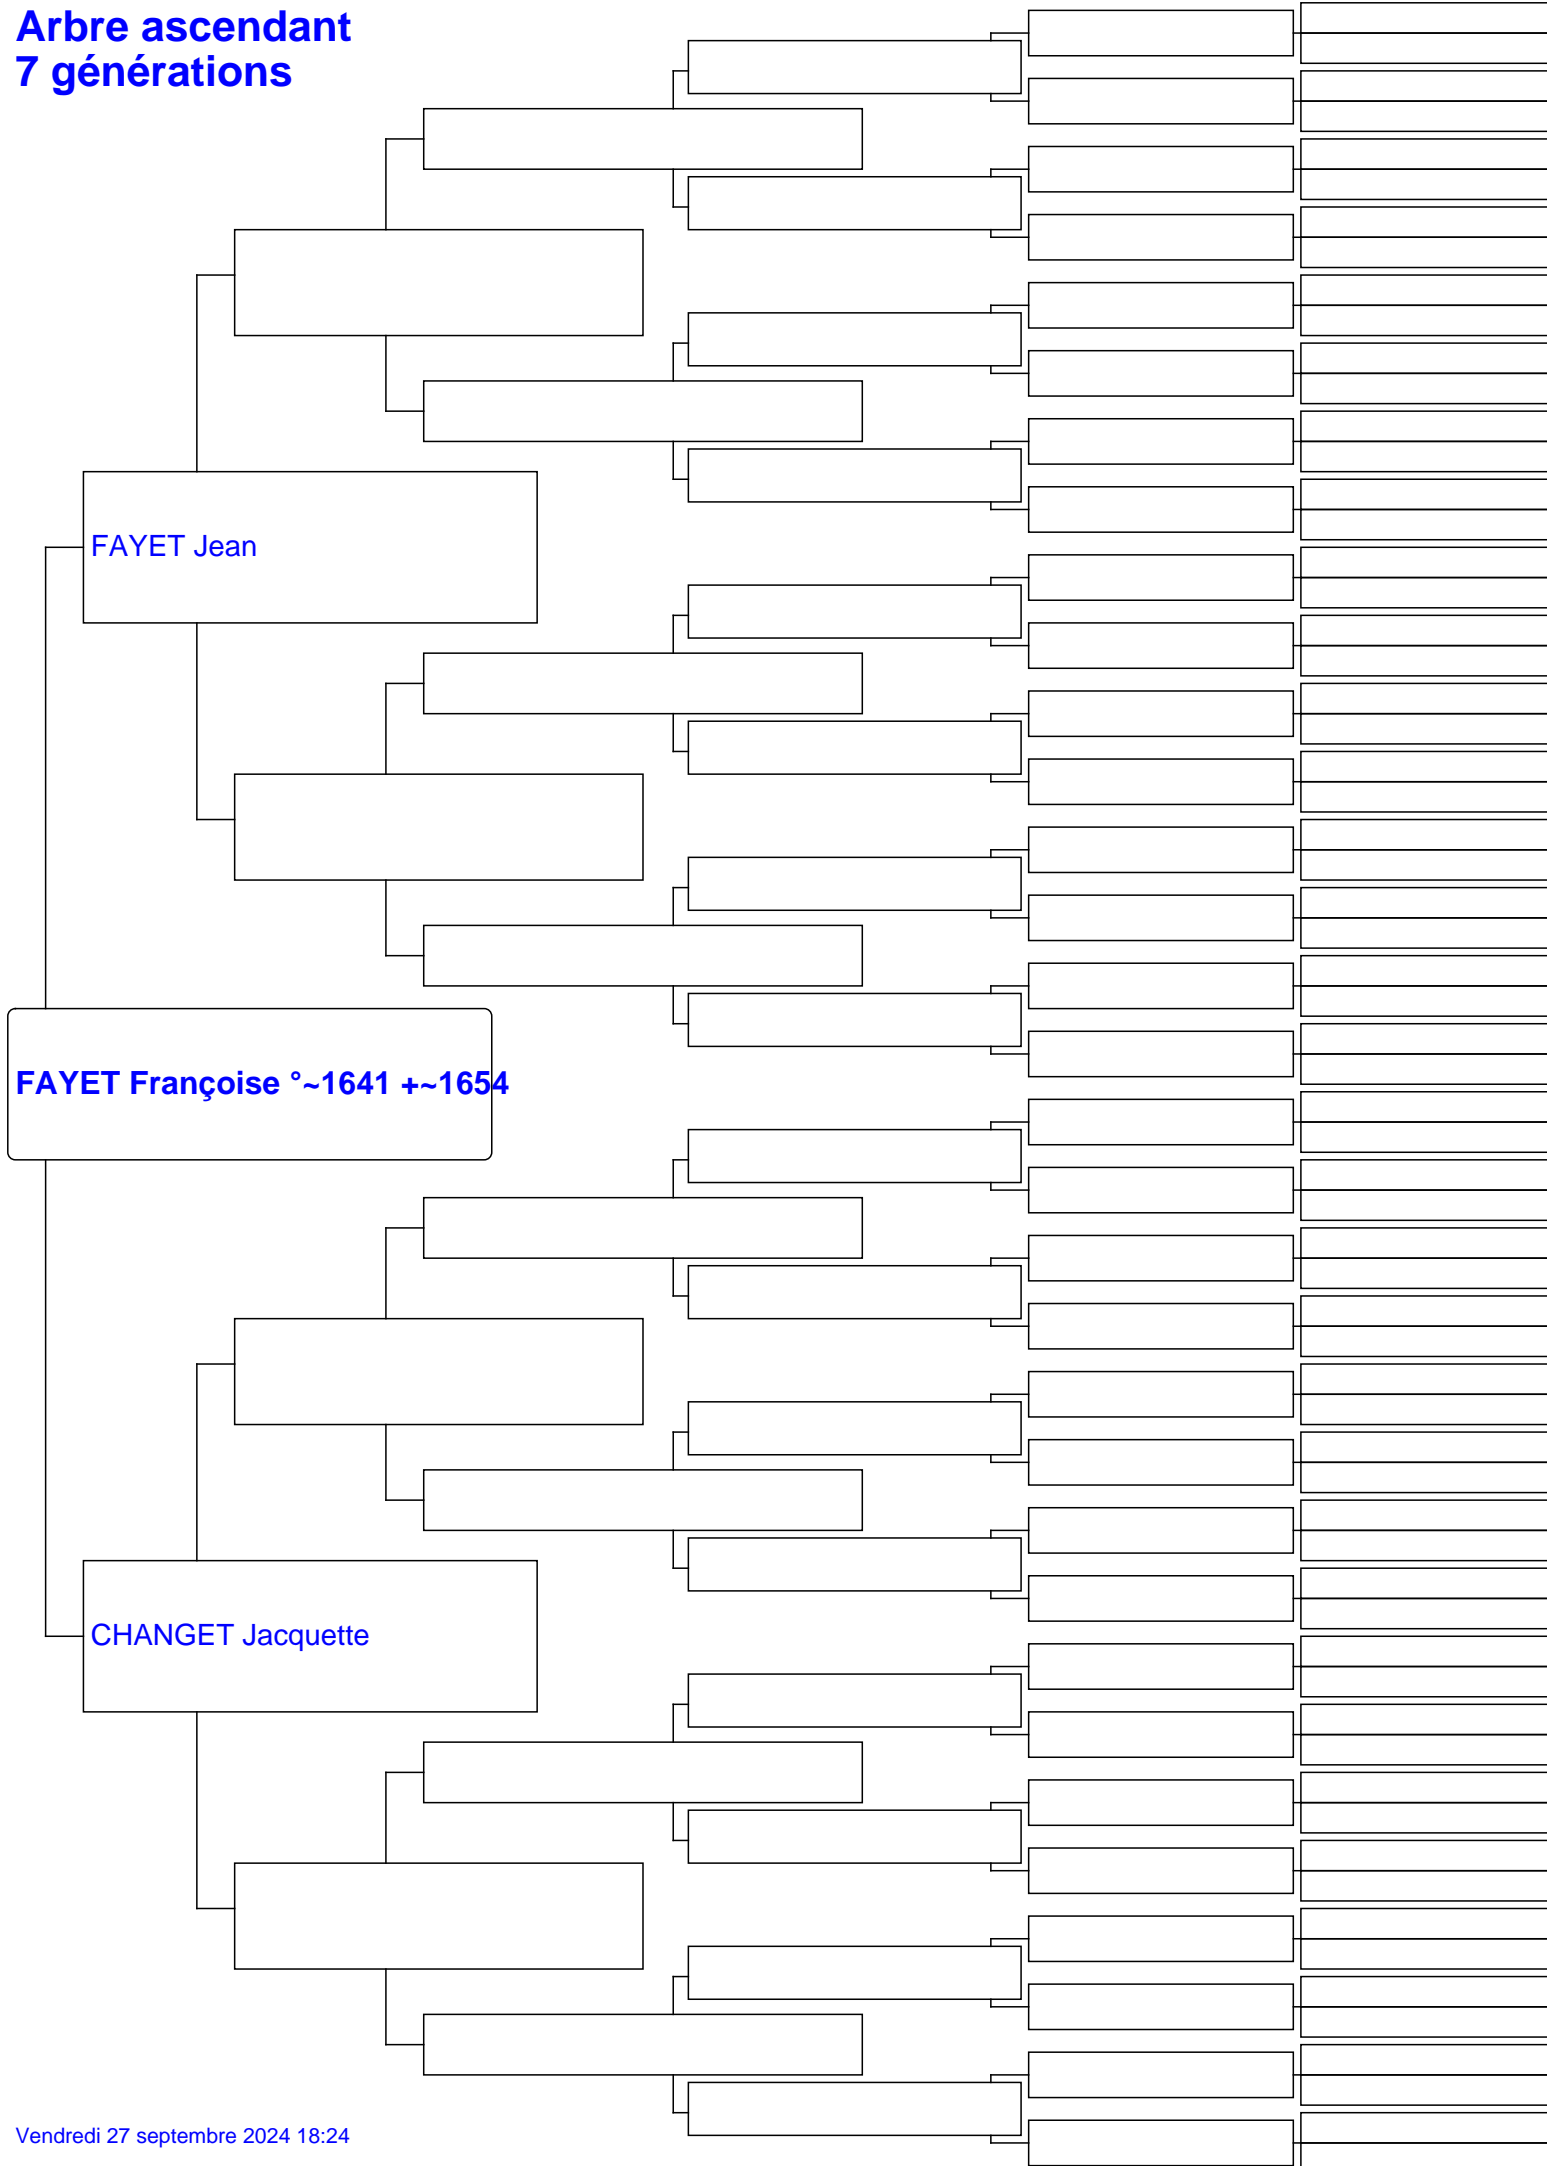 Arbre ascendant
7 générations
FAYET Jean
FAYET Françoise °~1641 +~1654
CHANGET Jacquette
Vendredi 27 septembre 2024 18:24